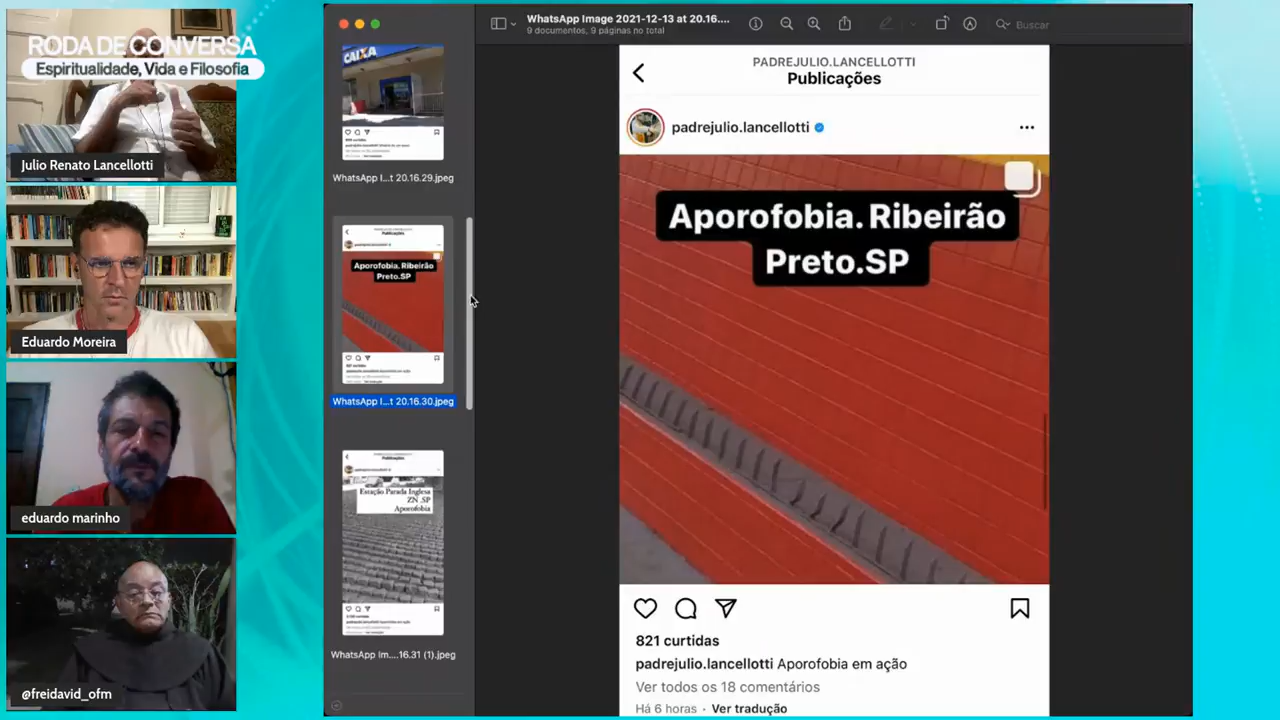 RODA DE CONVERSA
Espiritualidade, Vida e Filosofia
Julio Renato Lancellotti
Eduardo Moreira
eduardo marinho
@freidavid_ofm
WhatsApp Image 2021-12-13 at 20.16....
9 documentos, 9 páginas no total
Buscar
CAIXA
WhatsApp I...t 20.16.29.jpeg
Publicações
Aporofobia. Ribeirão
Preto.SP
WhatsApp I...t 20.16.30.jpeg
Publicações
Estação Parada Inglesa
ZN .SP
Aporofobia
WhatsApp Im....16.31 (1).jpeg
PADREJULIO.LANCELLOTTI
Publicações
padrejulio.lancellotti
Aporofobia. Ribeirão
Preto.SP
821 curtidas
padrejulio.lancellotti Aporofobia em ação
Ver todos os 18 comentários
Há 6 horas • Ver tradução